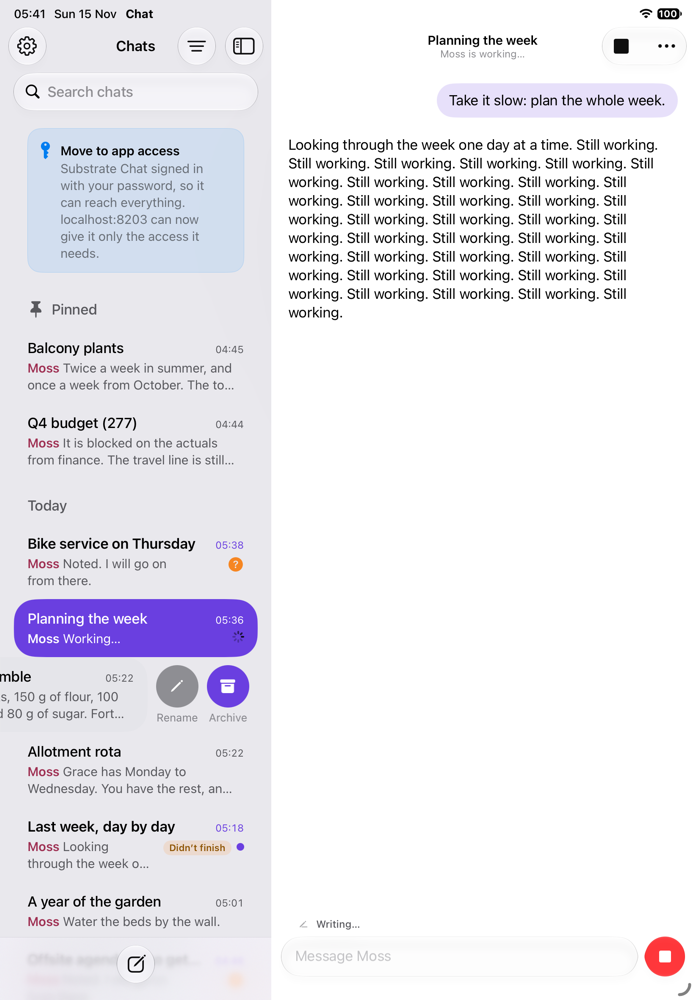 05:41 Sun 15 Nov Chat
100
Chats
Search chats
Move to app access
Substrate Chat signed in
with your password, so it
can reach everything.
localhost:8203 can now
give it only the access it
needs.
Pinned
Balcony plants 04:45
Moss Twice a week in summer, and
once a week from October. The to...
Q4 budget (277) 04:44
Moss It is blocked on the actuals
from finance. The travel line is still...
Today
Bike service on Thursday 05:38
Moss Noted. I will go on
from there.
?
Planning the week 05:36
Moss Working...
mble 05:22
s, 150 g of flour, 100
d 80 g of sugar. Fort...
Rename Archive
Allotment rota 05:22
Moss Grace has Monday to
Wednesday. You have the rest, an...
Last week, day by day 05:18
Moss Looking Didn't finish
through the week o...
A year of the garden 05:01
Moss Water the beds by the wall.
Planning the week
Moss is working...
Take it slow: plan the whole week.
Looking through the week one day at a time. Still working.
Still working. Still working. Still working. Still working. Still
working. Still working. Still working. Still working. Still
working. Still working. Still working. Still working. Still
working. Still working. Still working. Still working. Still
working. Still working. Still working. Still working. Still
working. Still working. Still working. Still working. Still
working. Still working. Still working. Still working. Still
working. Still working. Still working. Still working. Still
working.
Writing...
Message Moss